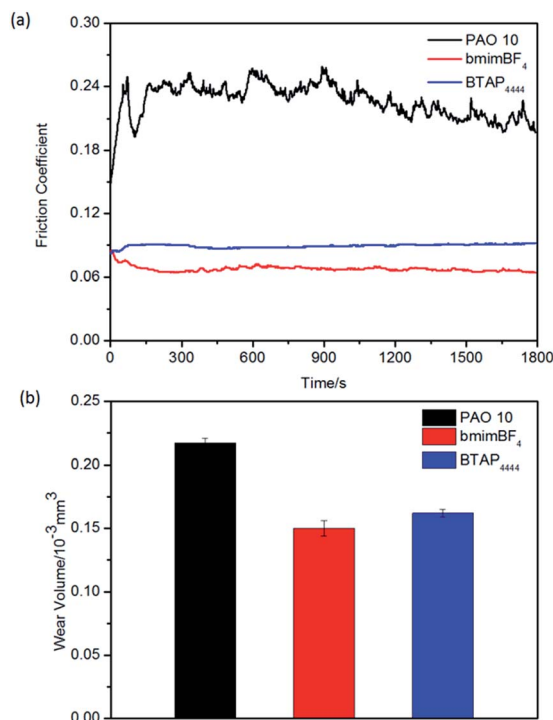 (a)
0.30
0.24
0.18
0.12
0.06
0.00
Friction Coefficient
PAO 10
bmimBF₄
BTAP₄₄₄₄
0 300 600 900 1200 1500 1800
Time/s
(b)
0.25
0.20
0.15
0.10
0.05
0.00
Wear Volume/10⁻³mm³
PAO 10
bmimBF₄
BTAP₄₄₄₄